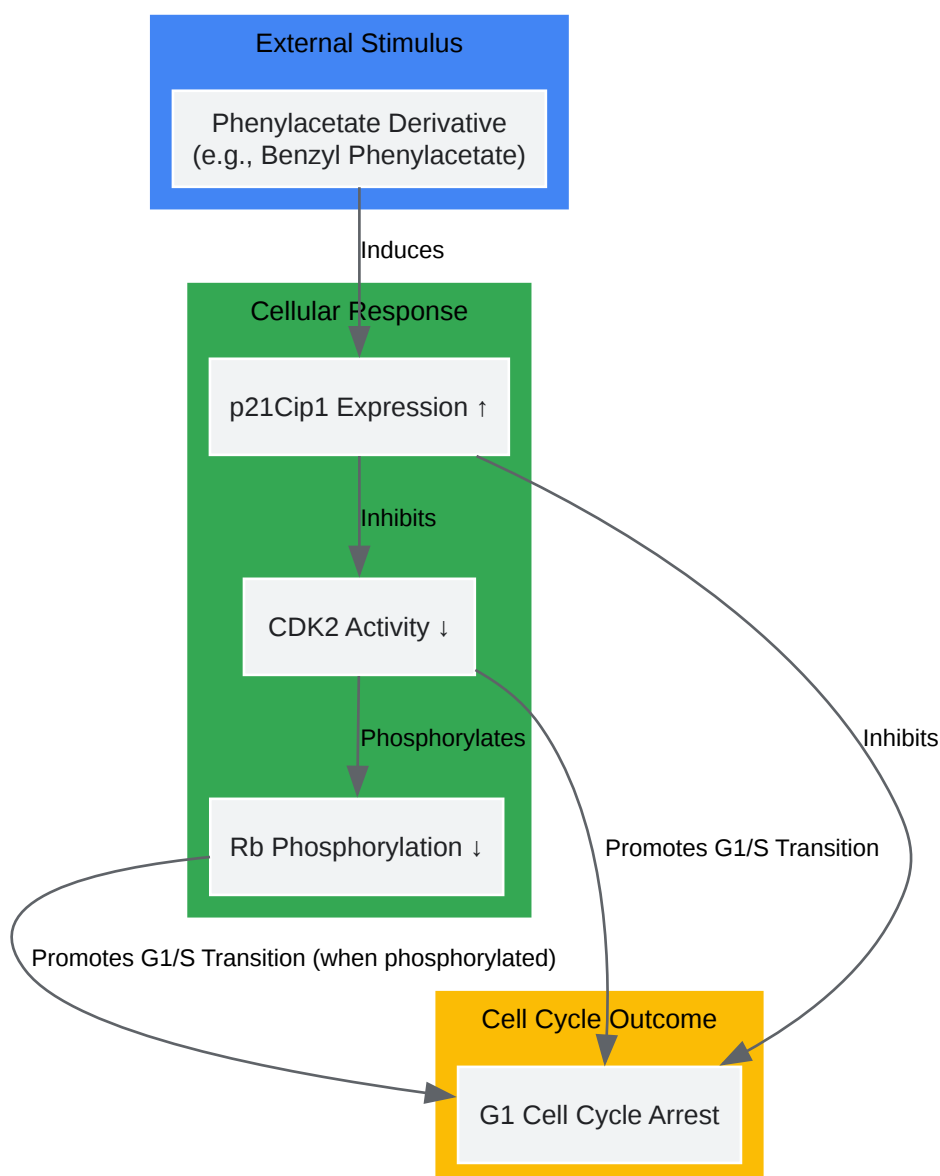 External Stimulus
Phenylacetate Derivative
(e.g., Benzyl Phenylacetate)
Induces
Cellular Response
p21Cip1 Expression ↑
Inhibits
CDK2 Activity ↓
Phosphorylates
Inhibits
Rb Phosphorylation ↓
Promotes G1/S Transition
Promotes G1/S Transition (when phosphorylated)
Cell Cycle Outcome
G1 Cell Cycle Arrest